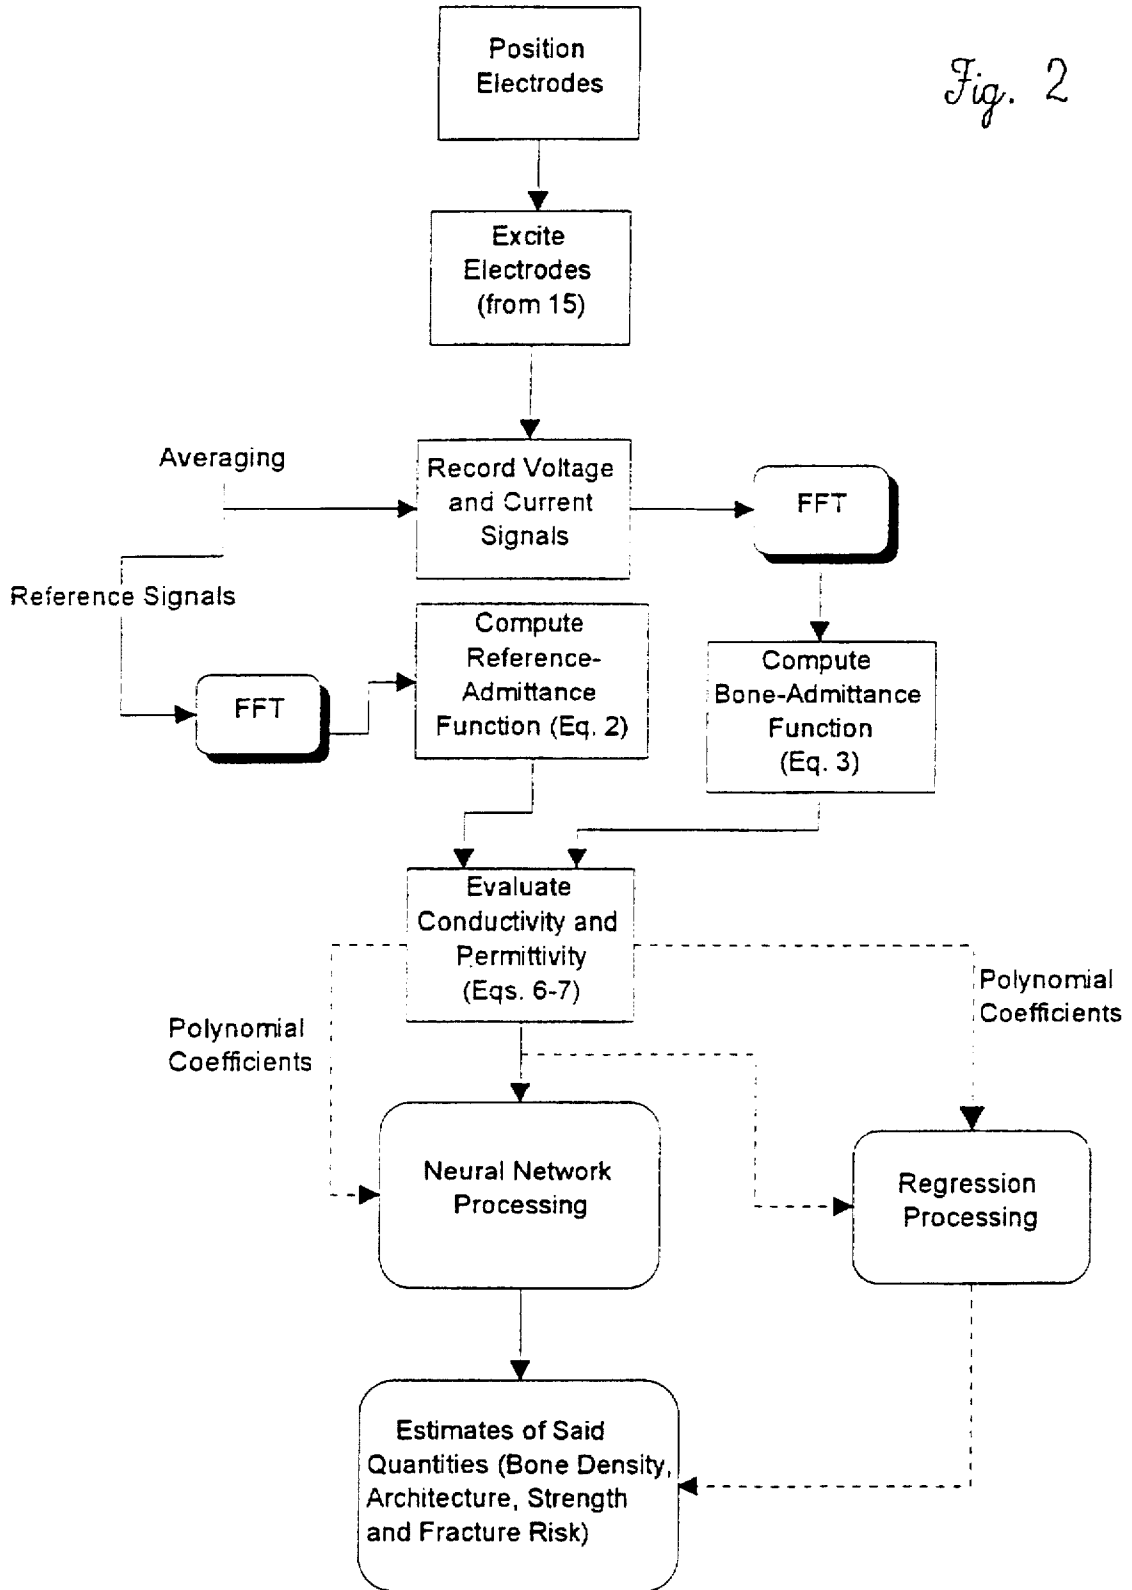 Position
Electrodes
Fig. 2
Excite
Electrodes
(from 15)
Averaging
Record Voltage
and Current
Signals
FFT
Reference Signals
Compute
Reference-
Admittance
Function (Eq. 2)
FFT
Compute
Bone-Admittance
Function
(Eq. 3)
Evaluate
Conductivity and
Permittivity
(Eqs. 6-7)
Polynomial
Coefficients
Polynomial
Coefficients
Neural Network
Processing
Regression
Processing
Estimates of Said
Quantities (Bone Density,
Architecture, Strength
and Fracture Risk)